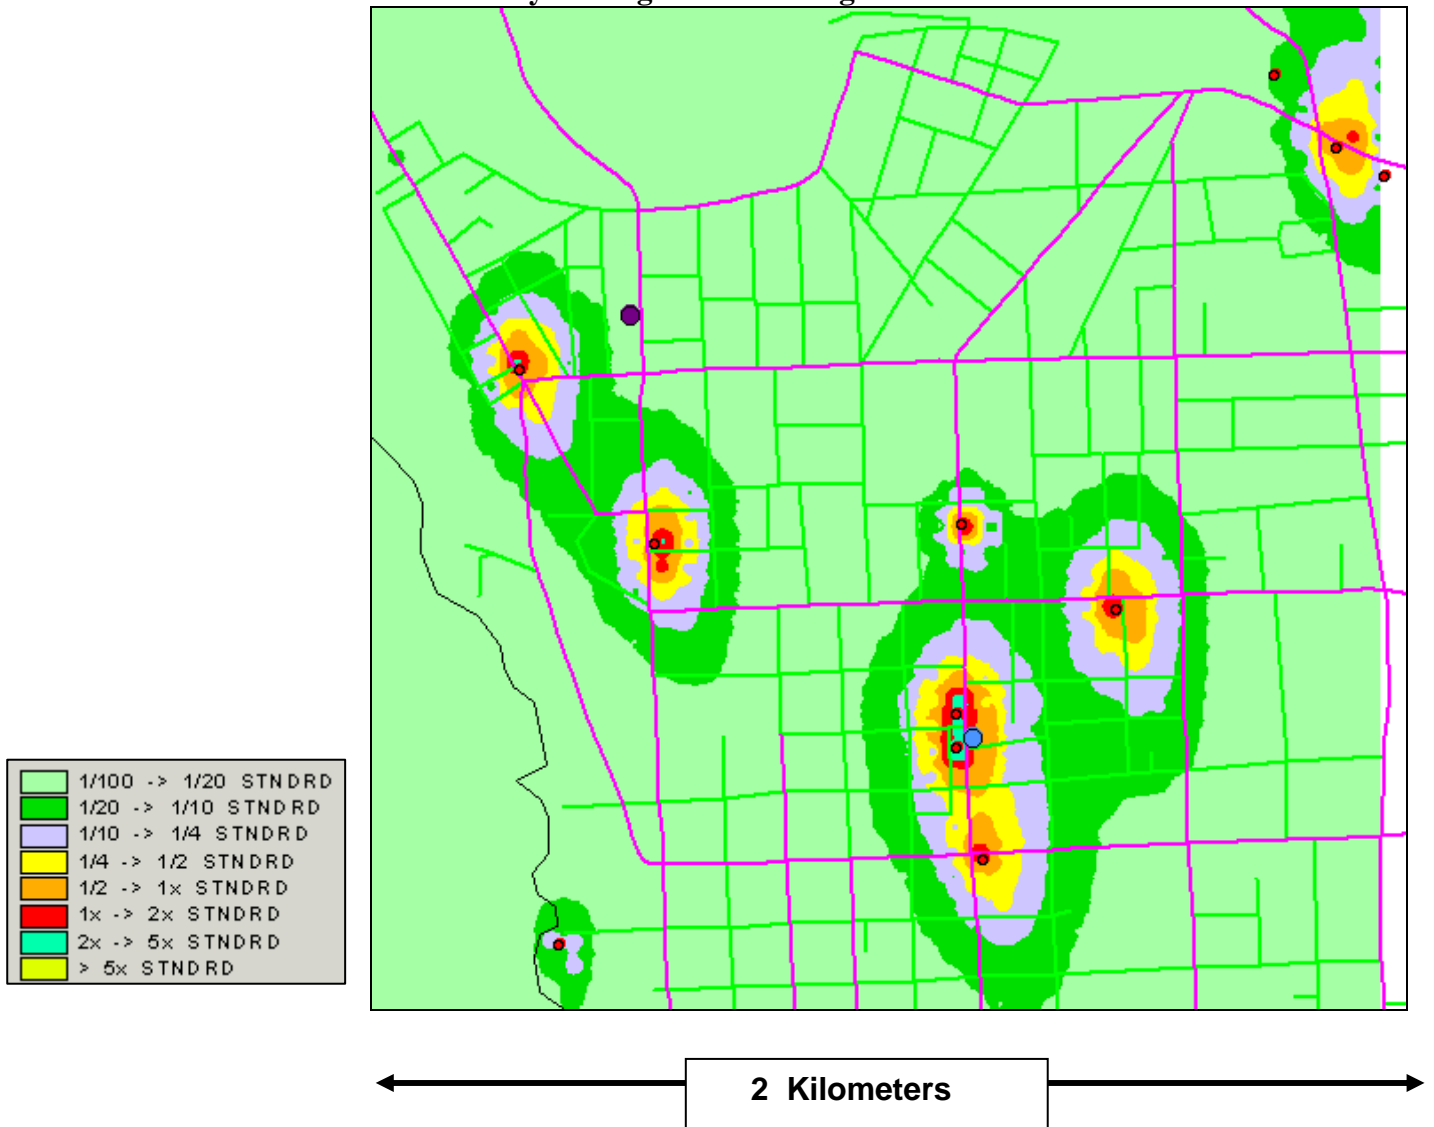 1/100 -> 1/20 STNDRD
1/20 -> 1/10 STNDRD
1/10 -> 1/4 STNDRD
1/4 -> 1/2 STNDRD
1/2 -> 1x STNDRD
1x -> 2x STNDRD
2x -> 5x STNDRD
> 5x STNDRD
2 Kilometers